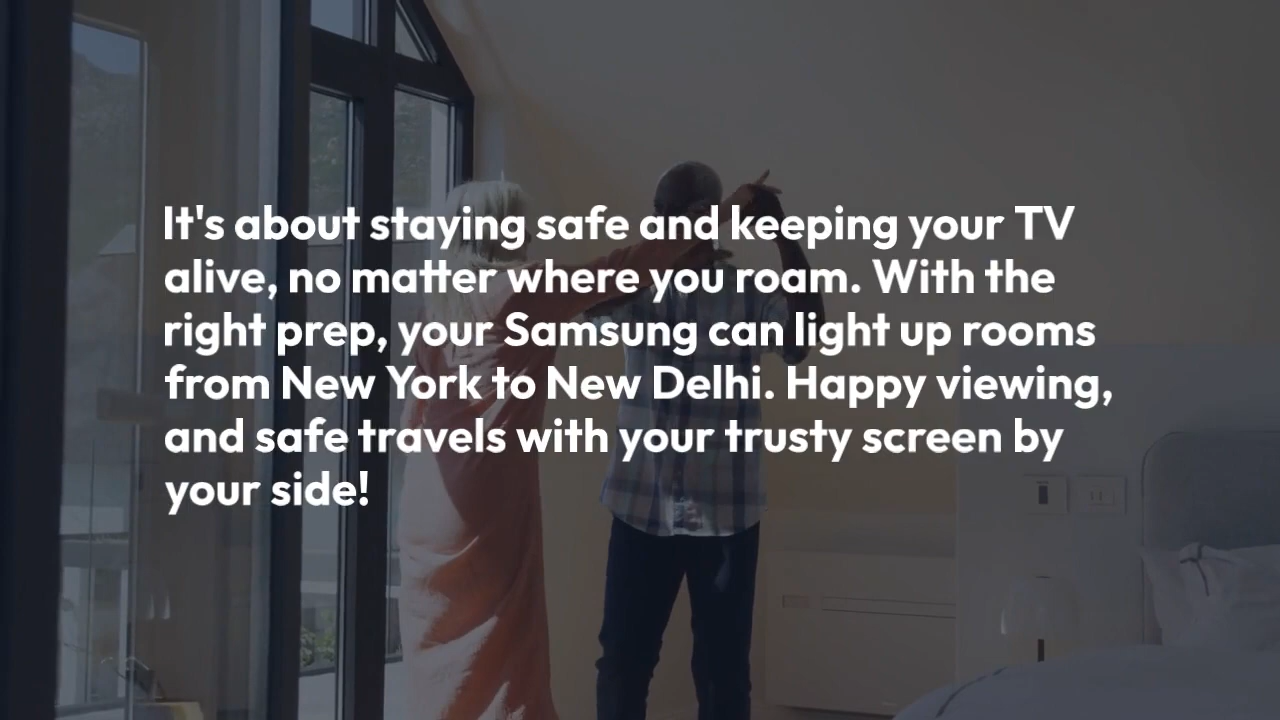 It's about staying safe and keeping your TV
alive, no matter where you roam. With the
right prep, your Samsung can light up rooms
from New York to New Delhi. Happy viewing,
and safe travels with your trusty screen by
your side!